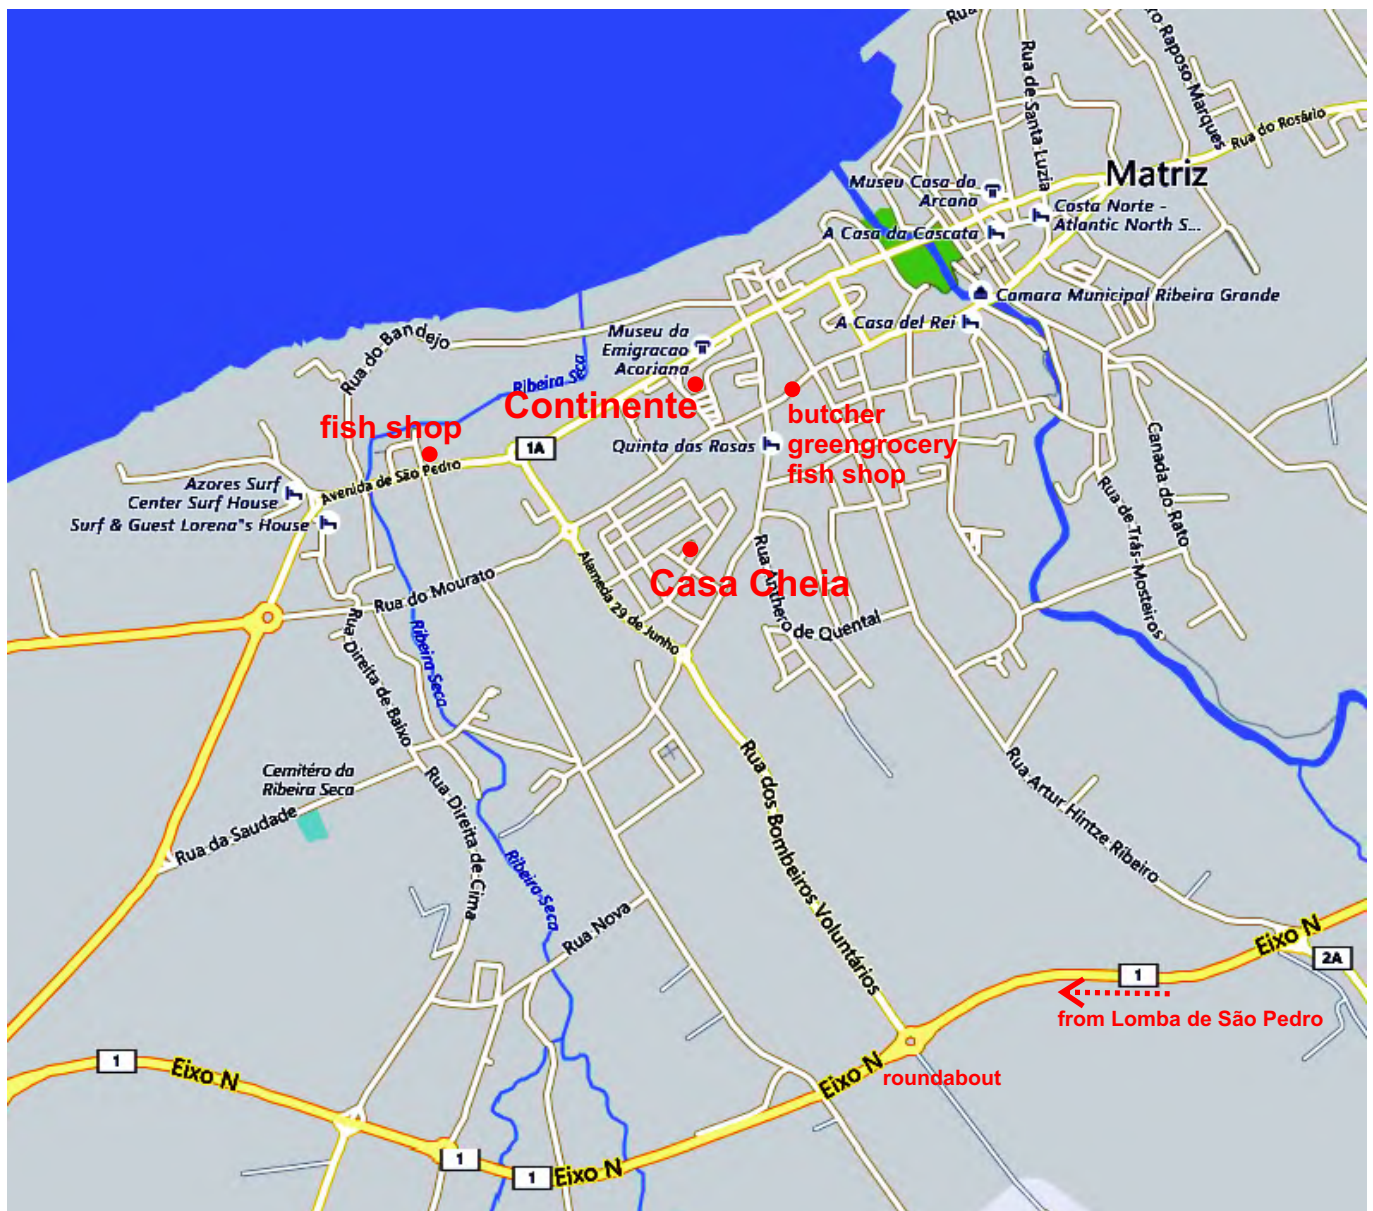 Rua
ro Raposo Marques
Rua de Santa Luzia
Rua do Rosário
Matriz
Museu Casa do
Arcano
Costa Norte -
Atlantic North S...
A Casa da Cascata
Camara Municipal Ribeira Grande
A Casa del Rei
Rua do Bandejo
Museu da
Emigracao
Acoriana
Ribeira Seca
Continente
fish shop
butcher
greengrocery
fish shop
1A
Quinta das Rosas
Avenida de São Pedro
Azores Surf
Center Surf House
Surf & Guest Lorena"s House
Canada do Rato
Rua de Trás-Mosteiros
Casa Cheia
Rua Anthero de Quental
Alameda 29 de Junho
Rua do Mourato
Rua Direita de Baixo
Ribeira Seca
Rua dos Bombeiros Voluntários
Rua Artur Hintze Ribeiro
Cemitéro da
Ribeira Seca
Rua da Saudade
Rua Direita de Cima
Ribeira Seca
Rua Nova
Eixo N
2A
1
from Lomba de São Pedro
roundabout
Eixo N
1
Eixo N
1
1
Eixo N